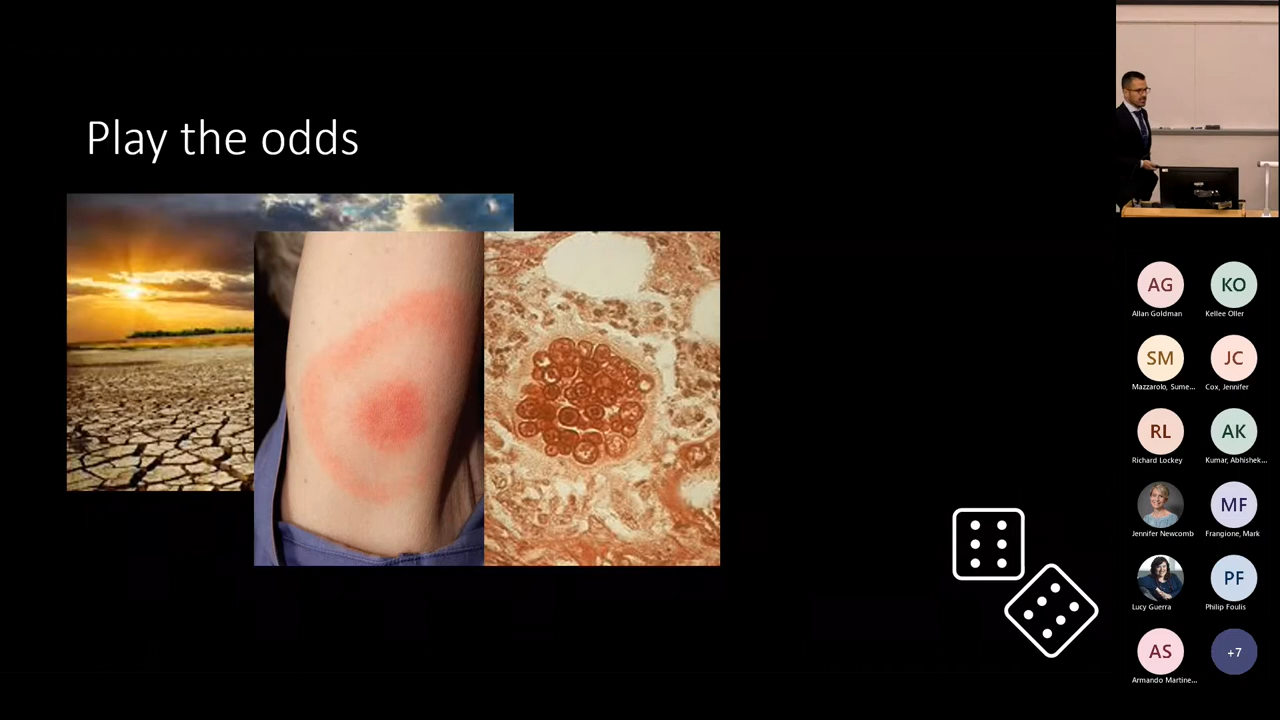 Play the odds
AG
Allan Goldman
KO
Kellee Oller
SM
Mazzarolo, Sume...
JC
Cox, Jennifer
RL
Richard Lockey
AK
Kumar, Abhishek...
Jennifer Newcomb
MF
Frangione, Mark
Lucy Guerra
PF
Philip Foulis
AS
Armando Martine...
+7